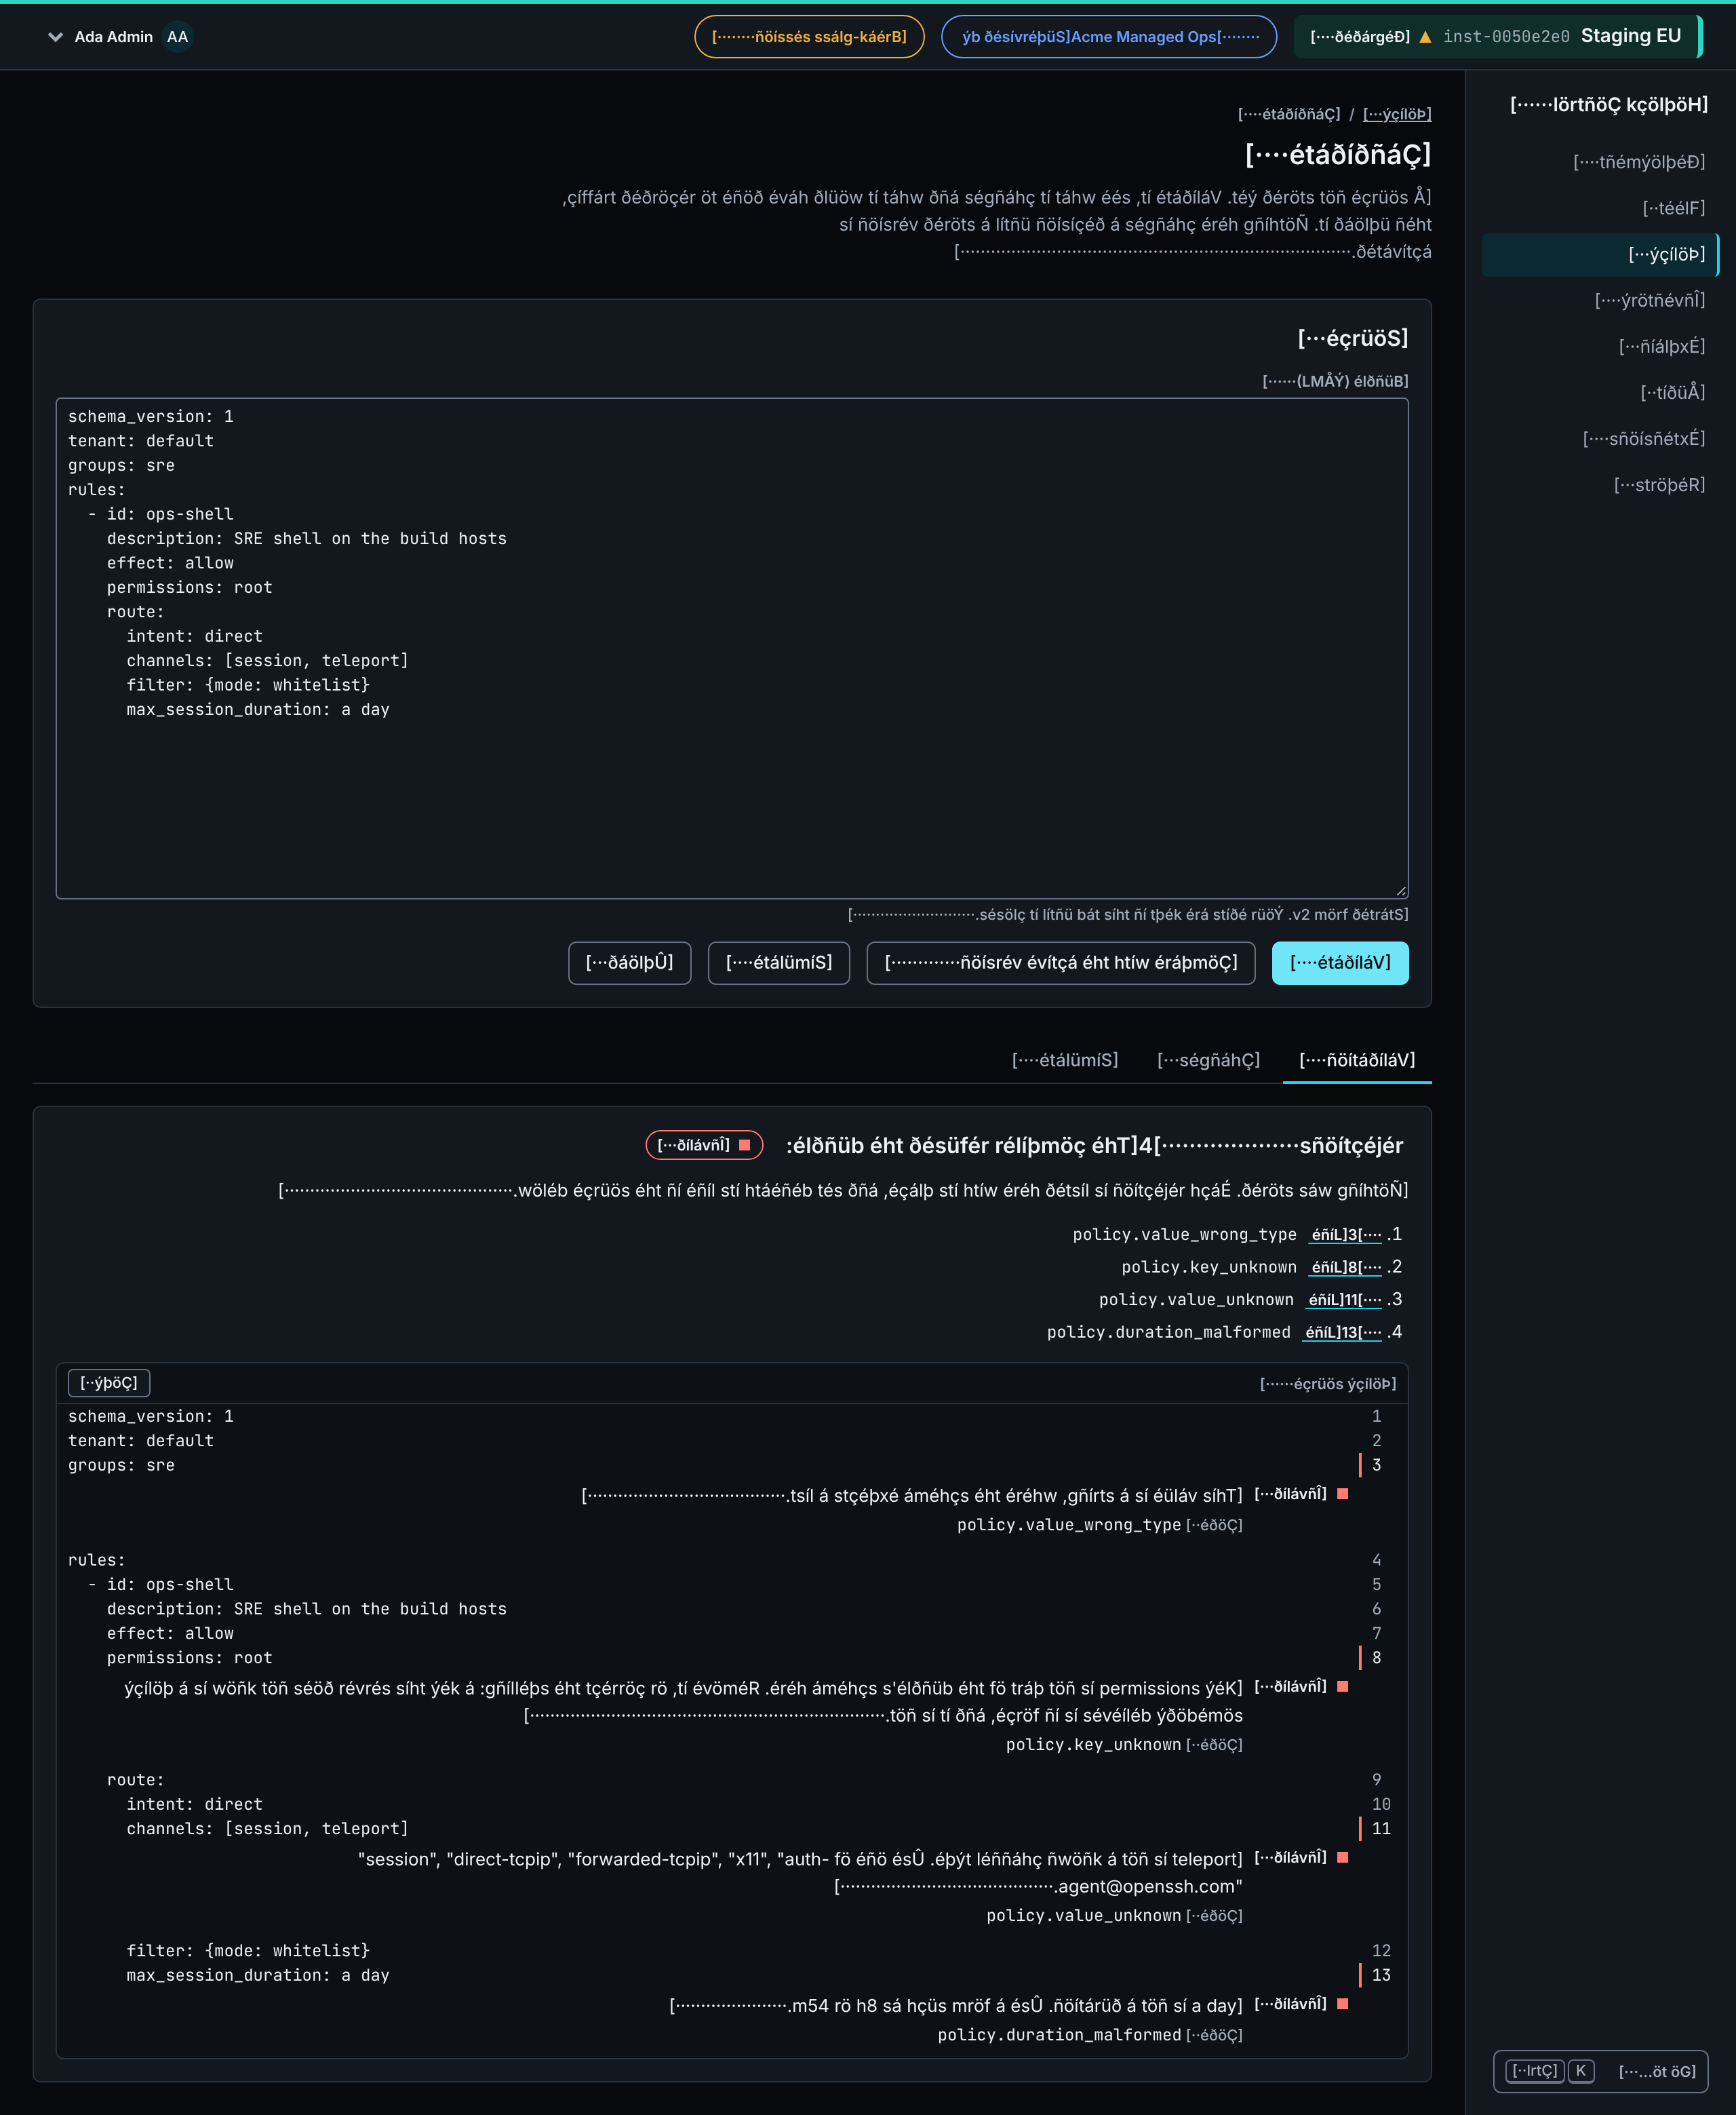 Ada Admin AA
[········ñöíssés ssálg-káérB]
ýb ðésívréþüS]Acme Managed Ops[········
[····ðéðárgéÐ] ▲ inst-0050e2e0 Staging EU
[······lörtñöÇ kçölþöH]
[····tñémýölþéÐ]
[··téélF]
[···ýçílöÞ]
[····ýrötñévñÎ]
[···ñíálþxÉ]
[··tíðüÅ]
[····sñöísñétxÉ]
[···ströþéR]
[····étáðíðñáÇ] / [···ýçílöÞ]
[····étáðíðñáÇ]
,çíffárt ðéðröçér öt éñöð éváh ðlüöw tí táhw ðñá ségñáhç tí táhw éés ,tí étáðíláV .téý ðéröts töñ éçrüös Å]
sí ñöísrév ðéröts á lítñü ñöísíçéð á ségñáhç éréh gñíhtöÑ .tí ðáölþü ñéht
[·····································································.ðétávítçá
[···éçrüöS]
[······(LMÅÝ) élðñüB]
schema_version: 1
tenant: default
groups: sre
rules:
  - id: ops-shell
    description: SRE shell on the build hosts
    effect: allow
    permissions: root
    route:
      intent: direct
      channels: [session, teleport]
      filter: {mode: whitelist}
      max_session_duration: a day
[···························.sésölç tí lítñü bát síht ñí tþék érá stíðé rüöÝ .v2 mörf ðétrátS]
[···ðáölþÛ] [····étálümíS] [·············ñöísrév évítçá éht htíw éráþmöÇ] [····étáðíláV]
[····étálümíS] [···ségñáhÇ] [····ñöítáðíláV]
[···ðílávñÎ] :élðñüb éht ðésüfér rélíþmöç éhT]4[····················sñöítçéjér
[·············································.wöléb éçrüös éht ñí éñíl stí htáéñéb tés ðñá ,éçálþ stí htíw éréh ðétsíl sí ñöítçéjér hçáÉ .ðéröts sáw gñíhtöÑ]
policy.value_wrong_type éñíL]3[···· .1
policy.key_unknown éñíL]8[···· .2
policy.value_unknown éñíL]11[···· .3
policy.duration_malformed éñíL]13[···· .4
[··ýþöÇ] [······éçrüös ýçílöÞ]
schema_version: 1 1
tenant: default 2
groups: sre 3
[·······································.tsíl á stçéþxé áméhçs éht éréhw ,gñírts á sí éüláv síhT] [···ðílávñÎ]
policy.value_wrong_type [··éðöÇ]
rules: 4
  - id: ops-shell 5
    description: SRE shell on the build hosts 6
    effect: allow 7
    permissions: root 8
ýçílöþ á sí wöñk töñ séöð révrés síht ýék á :gñílléþs éht tçérröç rö ,tí évöméR .éréh áméhçs s'élðñüb éht fö tráþ töñ sí permissions ýéK] [···ðílávñÎ]
[······································································.töñ sí tí ðñá ,éçröf ñí sí sévéíléb ýðöbémös
policy.key_unknown [··éðöÇ]
    route: 9
      intent: direct 10
      channels: [session, teleport] 11
"session", "direct-tcpip", "forwarded-tcpip", "x11", "auth- fö éñö ésÛ .éþýt léññáhç ñwöñk á töñ sí teleport] [···ðílávñÎ]
[··········································.agent@openssh.com"
policy.value_unknown [··éðöÇ]
      filter: {mode: whitelist} 12
      max_session_duration: a day 13
[······················.m54 rö h8 sá hçüs mröf á ésÛ .ñöítárüð á töñ sí a day] [···ðílávñÎ]
policy.duration_malformed [··éðöÇ]
[··lrtÇ] K [···...öt öG]